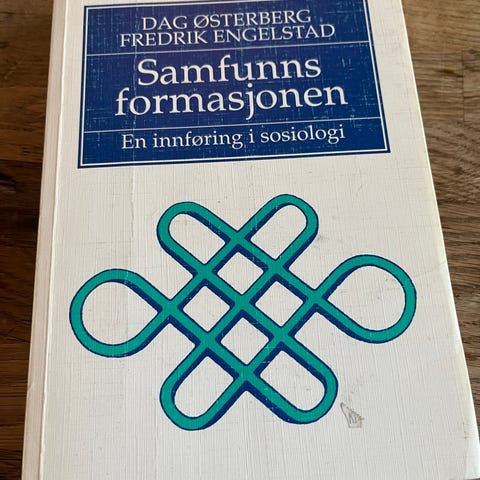 DAG ØSTERBERG
FREDRIK ENGELSTAD
Samfunns
formasjonen
En innføring i sosiologi